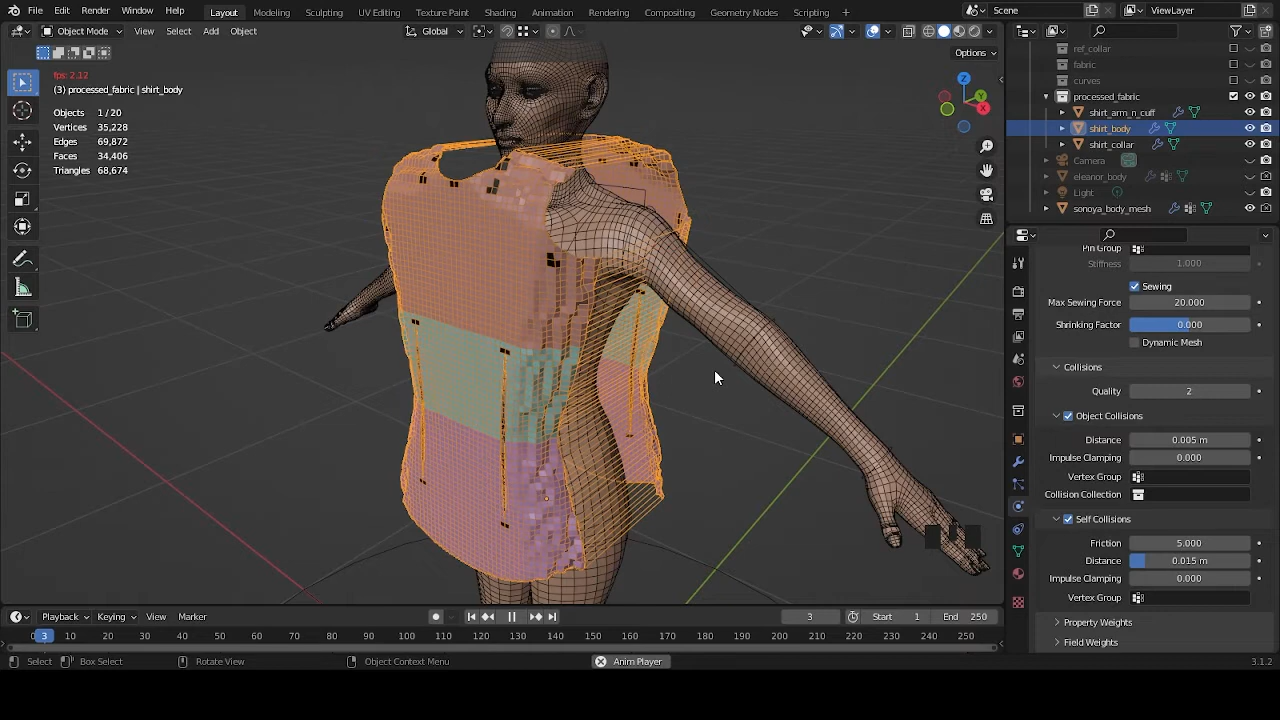 File Edit Render Window Help Layout Modeling Sculpting UV Editing Texture Paint Shading Animation Rendering Compositing Geometry Nodes Scripting + Scene ViewLayer
Object Mode View Select Add Object Global
Options
fps: 2.12
(3) processed_fabric | shirt_body
Objects 1/20
Vertices 35,228
Edges 69,872
Faces 34,406
Triangles 68,674
Z
Y
X
ref_collar
fabric
curves
processed_fabric
shirt_arm_n_cuff
shirt_body
shirt_collar
Camera
eleanor_body
Light
sonoya_body_mesh
Pin Group
Stiffness 1.000
Sewing
Max Sewing Force 20.000
Shrinking Factor 0.000
Dynamic Mesh
Collisions
Quality 2
Object Collisions
Distance 0.005 m
Impulse Clamping 0.000
Vertex Group
Collision Collection
Self Collisions
Friction 5.000
Distance 0.015 m
Impulse Clamping 0.000
Vertex Group
Property Weights
Field Weights
Playback Keying View Marker 3 Start 1 End 250
3 10 20 30 40 50 60 70 80 90 100 110 120 130 140 150 160 170 180 190 200 210 220 230 240 250
Select Box Select Rotate View Object Context Menu Anim Player 3.1.2